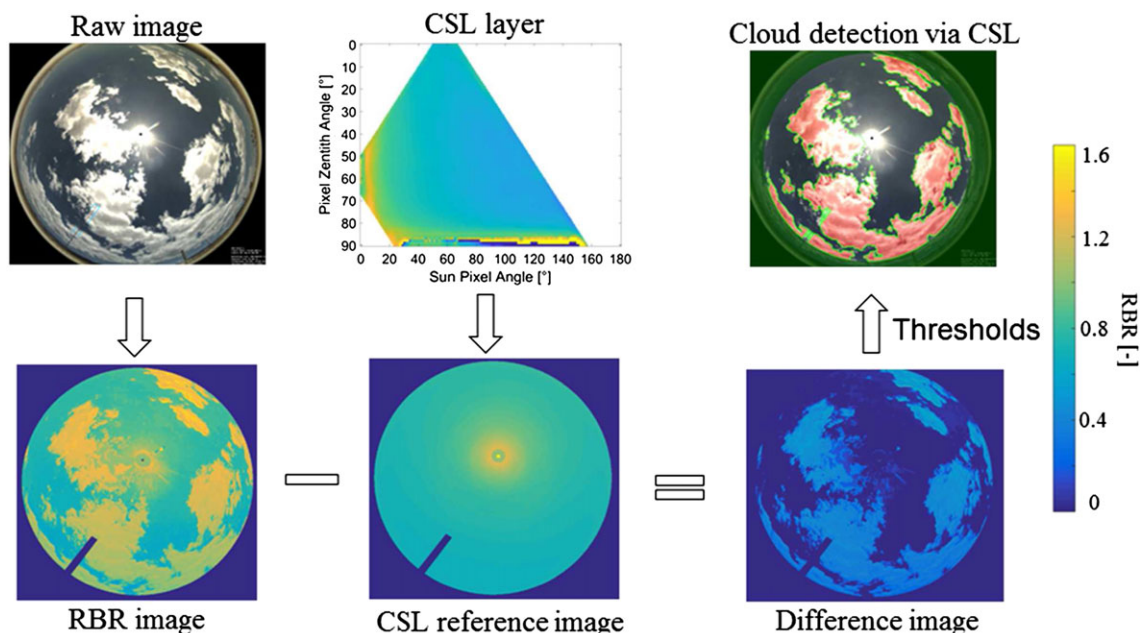 Raw image
CSL layer
Cloud detection via CSL
Pixel Zentith Angle [°]
0
10
20
30
40
50
60
70
80
90
0 20 40 60 80 100 120 140 160 180
Sun Pixel Angle [°]
Thresholds
1.6
1.2
0.8
0.4
0
RBR [-]
RBR image
CSL reference image
Difference image